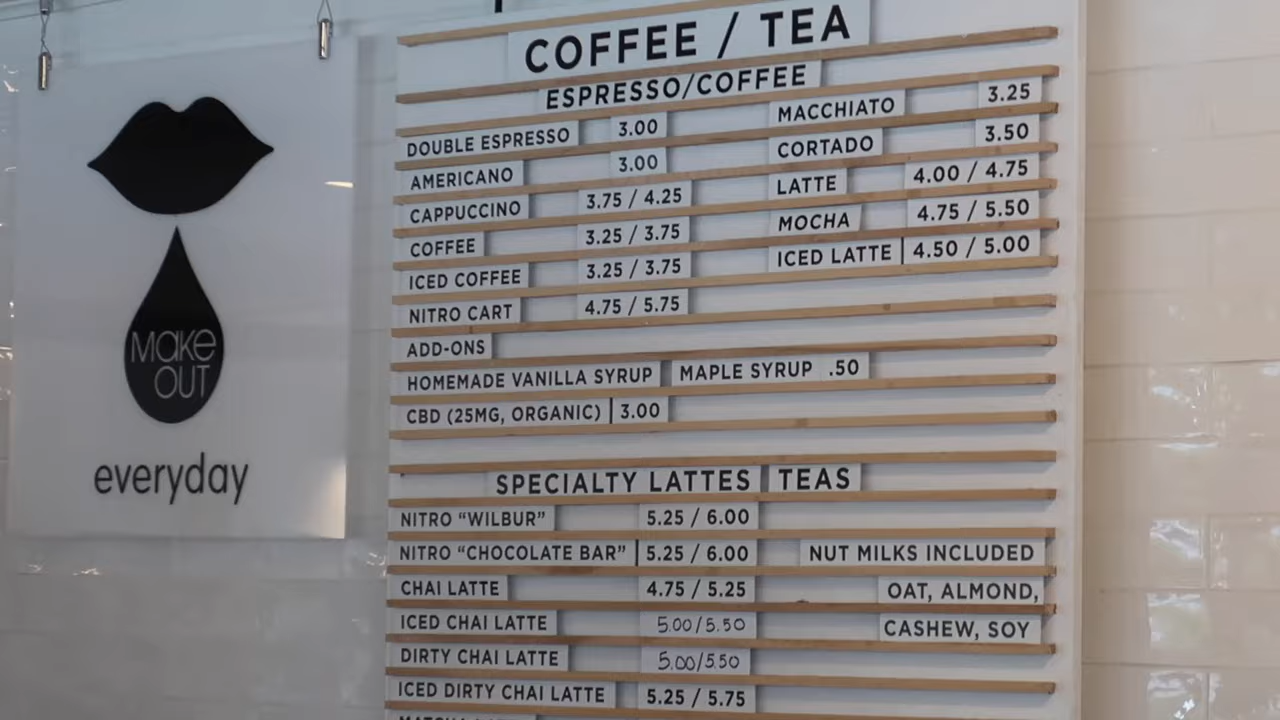 Make
OUT
everyday
COFFEE / TEA
ESPRESSO/COFFEE
DOUBLE ESPRESSO 3.00
AMERICANO 3.00
CAPPUCCINO 3.75 / 4.25
COFFEE 3.25 / 3.75
ICED COFFEE 3.25 / 3.75
NITRO CART 4.75 / 5.75
MACCHIATO 3.25
CORTADO 3.50
LATTE 4.00 / 4.75
MOCHA 4.75 / 5.50
ICED LATTE 4.50 / 5.00
ADD-ONS
HOMEMADE VANILLA SYRUP MAPLE SYRUP .50
CBD (25MG, ORGANIC) 3.00
SPECIALTY LATTES TEAS
NITRO “WILBUR” 5.25 / 6.00
NITRO “CHOCOLATE BAR” 5.25 / 6.00
CHAI LATTE 4.75 / 5.25
ICED CHAI LATTE 5.00/5.50
DIRTY CHAI LATTE 5.00/5.50
ICED DIRTY CHAI LATTE 5.25 / 5.75
NUT MILKS INCLUDED
OAT, ALMOND,
CASHEW, SOY